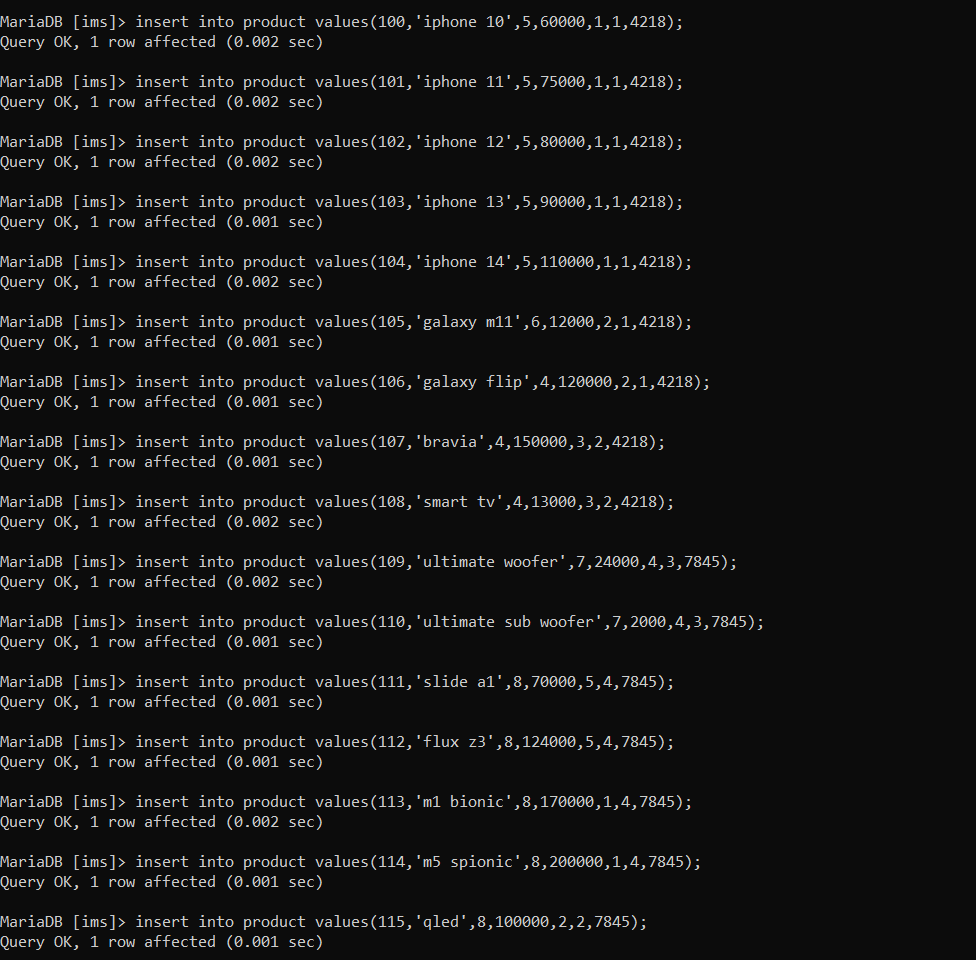 MariaDB [ims]> insert into product values(100,'iphone 10',5,60000,1,1,4218);
Query OK, 1 row affected (0.002 sec)
MariaDB [ims]> insert into product values(101,'iphone 11',5,75000,1,1,4218);
Query OK, 1 row affected (0.002 sec)
MariaDB [ims]> insert into product values(102,'iphone 12',5,80000,1,1,4218);
Query OK, 1 row affected (0.002 sec)
MariaDB [ims]> insert into product values(103,'iphone 13',5,90000,1,1,4218);
Query OK, 1 row affected (0.001 sec)
MariaDB [ims]> insert into product values(104,'iphone 14',5,110000,1,1,4218);
Query OK, 1 row affected (0.002 sec)
MariaDB [ims]> insert into product values(105,'galaxy m11',6,12000,2,1,4218);
Query OK, 1 row affected (0.001 sec)
MariaDB [ims]> insert into product values(106,'galaxy flip',4,120000,2,1,4218);
Query OK, 1 row affected (0.001 sec)
MariaDB [ims]> insert into product values(107,'bravia',4,150000,3,2,4218);
Query OK, 1 row affected (0.001 sec)
MariaDB [ims]> insert into product values(108,'smart tv',4,13000,3,2,4218);
Query OK, 1 row affected (0.002 sec)
MariaDB [ims]> insert into product values(109,'ultimate woofer',7,24000,4,3,7845);
Query OK, 1 row affected (0.002 sec)
MariaDB [ims]> insert into product values(110,'ultimate sub woofer',7,2000,4,3,7845);
Query OK, 1 row affected (0.001 sec)
MariaDB [ims]> insert into product values(111,'slide a1',8,70000,5,4,7845);
Query OK, 1 row affected (0.001 sec)
MariaDB [ims]> insert into product values(112,'flux z3',8,124000,5,4,7845);
Query OK, 1 row affected (0.001 sec)
MariaDB [ims]> insert into product values(113,'m1 bionic',8,170000,1,4,7845);
Query OK, 1 row affected (0.002 sec)
MariaDB [ims]> insert into product values(114,'m5 spionic',8,200000,1,4,7845);
Query OK, 1 row affected (0.001 sec)
MariaDB [ims]> insert into product values(115,'qled',8,100000,2,2,7845);
Query OK, 1 row affected (0.001 sec)